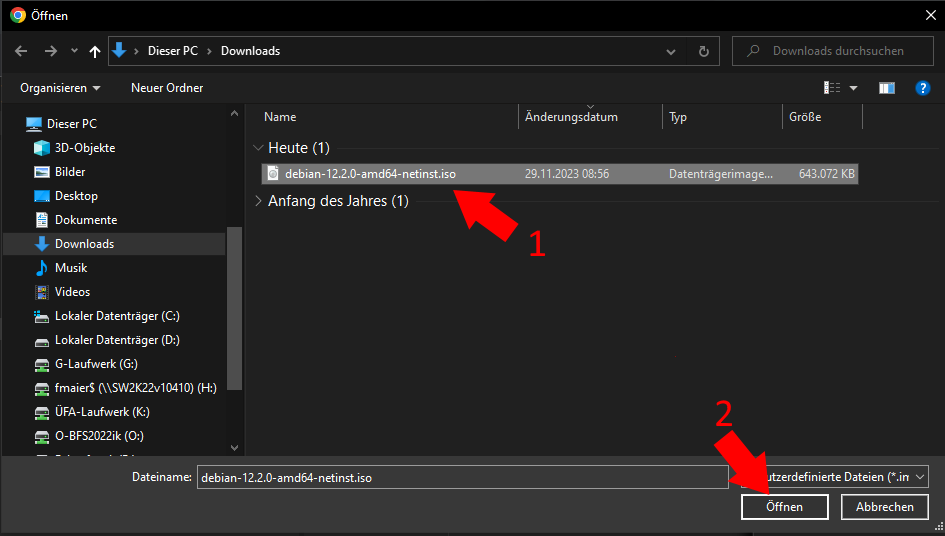 Öffnen
Dieser PC Downloads Downloads durchsuchen
Organisieren Neuer Ordner ?
Name Änderungsdatum Typ Größe
Dieser PC
3D-Objekte
Bilder
Desktop
Dokumente
Downloads
Musik
Videos
Lokaler Datenträger (C:)
Lokaler Datenträger (D:)
G-Laufwerk (G:)
fmaier$ (\\SW2K22v10410) (H:)
ÜFA-Laufwerk (K:)
O-BFS2022ik (O:)
Heute (1)
debian-12.2.0-amd64-netinst.iso 29.11.2023 08:56 Datenträgerimage... 643.072 KB
Anfang des Jahres (1)
1
2
Dateiname: debian-12.2.0-amd64-netinst.iso utzerdefinierte Dateien (*.im
Öffnen Abbrechen